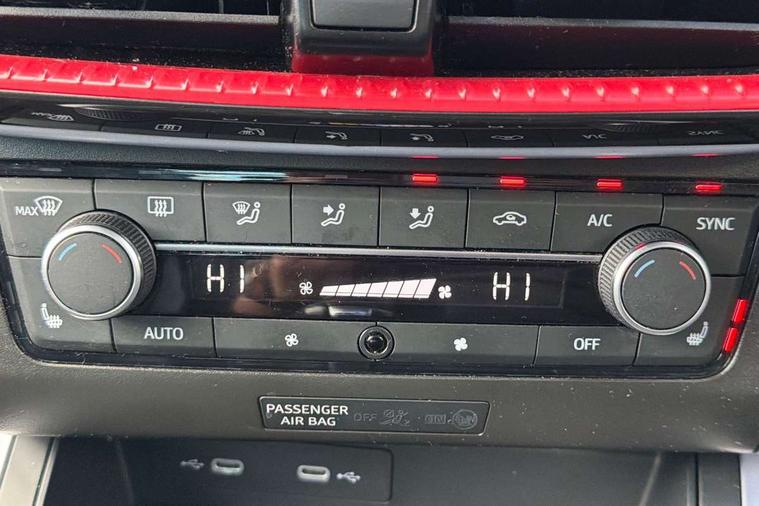 MAX
A/C
SYNC
HI
HI
AUTO
OFF
PASSENGER
AIR BAG
OFF
ON